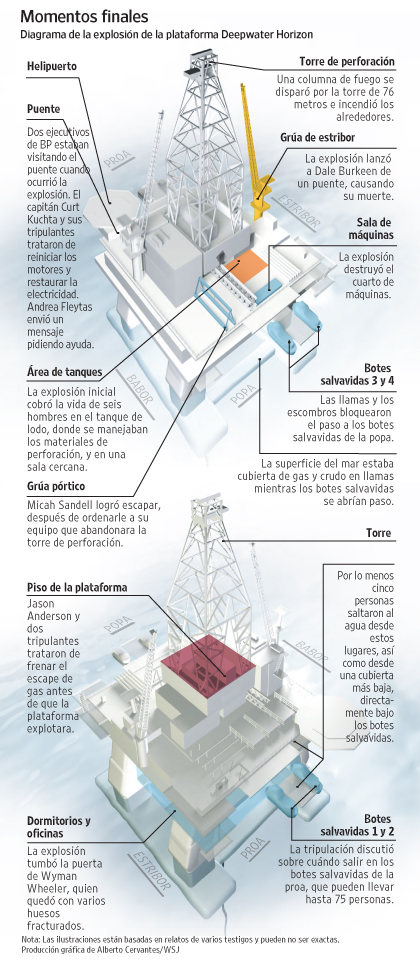 Momentos finales
Diagrama de la explosión de la plataforma Deepwater Horizon
Helipuerto
Puente
Dos ejecutivos
de BP estaban
visitando el
puente cuando
ocurrió la
explosión. El
capitán Curt
Kuchta y sus
tripulantes
trataron de
reiniciar los
motores y
restaurar la
electricidad.
Andrea Fleytas
envió un
mensaje
pidiendo ayuda.
Torre de perforación
Una columna de fuego se
disparó por la torre de 76
metros e incendió los
alrededores.
Grúa de estribor
La explosión lanzó
a Dale Burkeen de
un puente, causando
su muerte.
Sala de
máquinas
La explosión
destruyó el
cuarto de
máquinas.
PROA
ESTRIBOR
BABOR
POPA
Área de tanques
La explosión inicial
cobró la vida de seis
hombres en el tanque de
lodo, donde se manejaban
los materiales de
perforación, y en una
sala cercana.
Botes
salvavidas 3 y 4
Las llamas y los
escombros bloquearon
el paso a los botes
salvavidas de la popa.
La superficie del mar estaba
cubierta de gas y crudo en llamas
mientras los botes salvavidas
se abrían paso.
Grúa pórtico
Micah Sandell logró escapar,
después de ordenarle a su
equipo que abandonara la
torre de perforación.
Torre
Piso de la plataforma
Jason
Anderson y
dos
tripulantes
trataron de
frenar el
escape de
gas antes
de que la
plataforma
explotara.
Por lo menos
cinco
personas
saltaron al
agua desde
estos
lugares, así
como desde
una cubierta
más baja,
directa-
mente bajo
los botes
salvavidas.
POPA
BABOR
ESTRIBOR
PROA
Dormitorios y
oficinas
La explosión
tumbó la puerta
de Wyman
Wheeler, quien
quedó con varios
huesos
fracturados.
Botes
salvavidas 1 y 2
La tripulación discutió
sobre cuándo salir en los
botes salvavidas de la
proa, que pueden llevar
hasta 75 personas.
Nota: Las ilustraciones están basadas en relatos de varios testigos y pueden no ser exactas.
Producción gráfica de Alberto Cervantes/WSJ